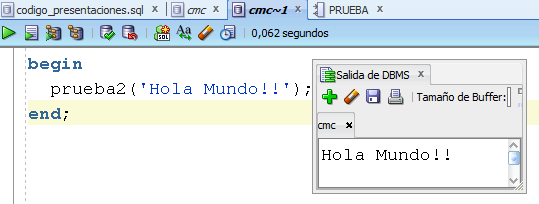 codigo_presentaciones.sql cmc cmc~1 PRUEBA
0,062 segundos
begin
prueba2('Hola Mundo!!');
end;
Salida de DBMS
Tamaño de Buffer:
cmc
Hola Mundo!!